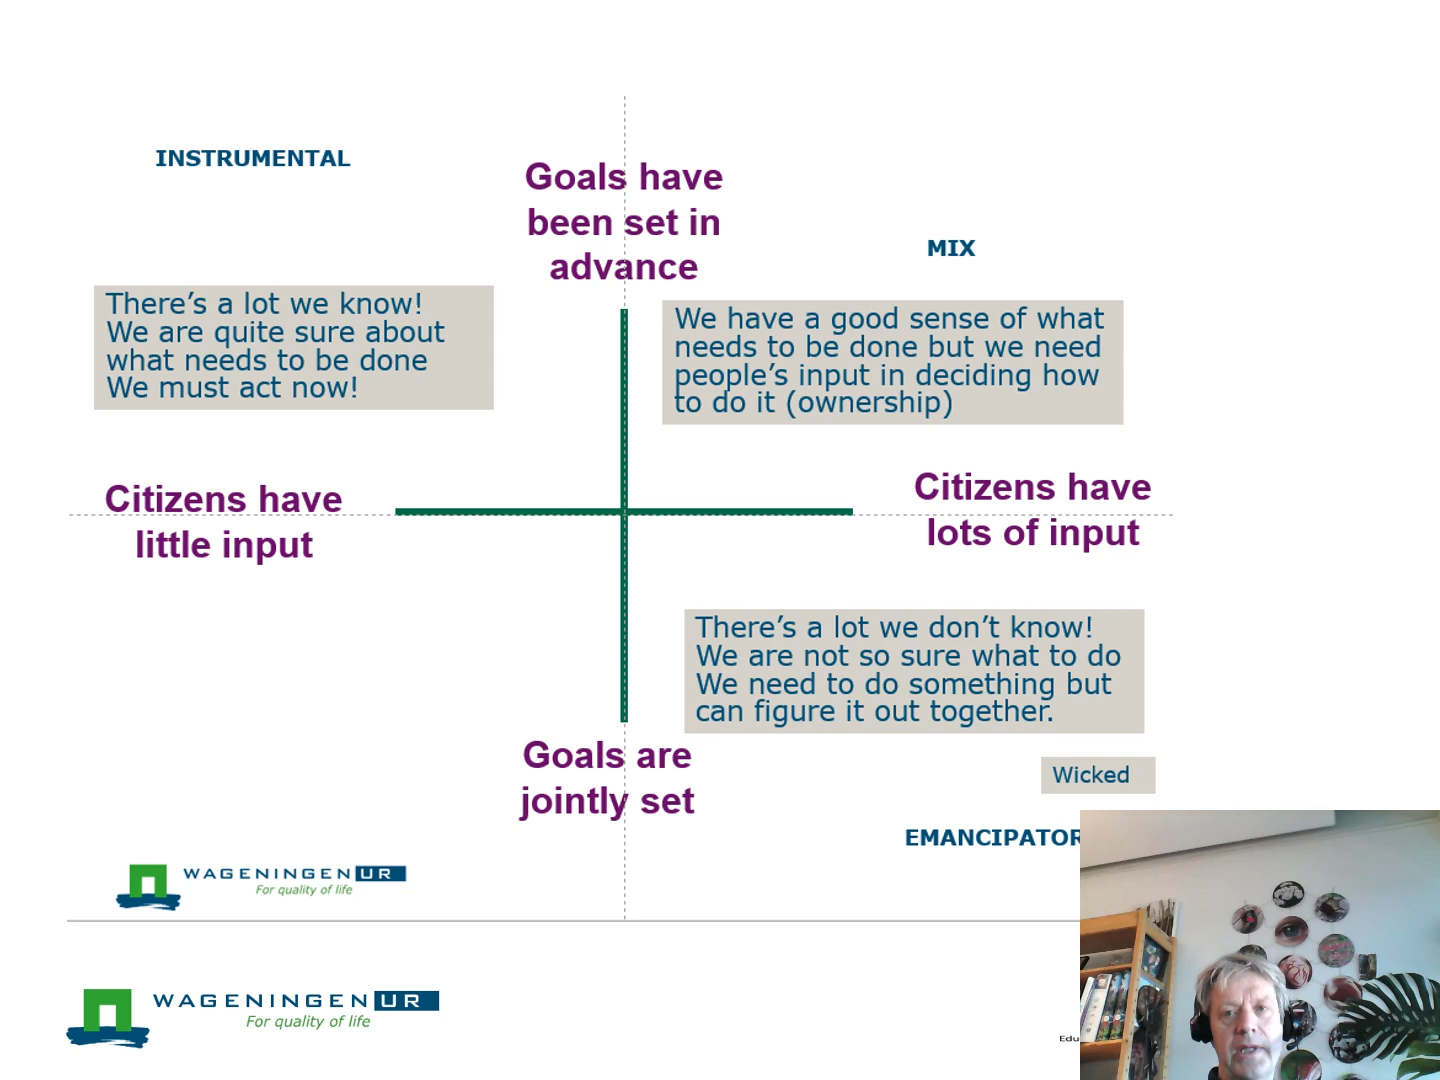 INSTRUMENTAL
Goals have
been set in
advance
MIX
There's a lot we know!
We are quite sure about
what needs to be done
We must act now!
We have a good sense of what
needs to be done but we need
people's input in deciding how
to do it (ownership)
Citizens have
little input
Citizens have
lots of input
There's a lot we don't know!
We are not so sure what to do
We need to do something but
can figure it out together.
Goals are
jointly set
Wicked
EMANCIPATOR
WAGENINGEN UR
For quality of life
WAGENINGEN UR
For quality of life
Edu